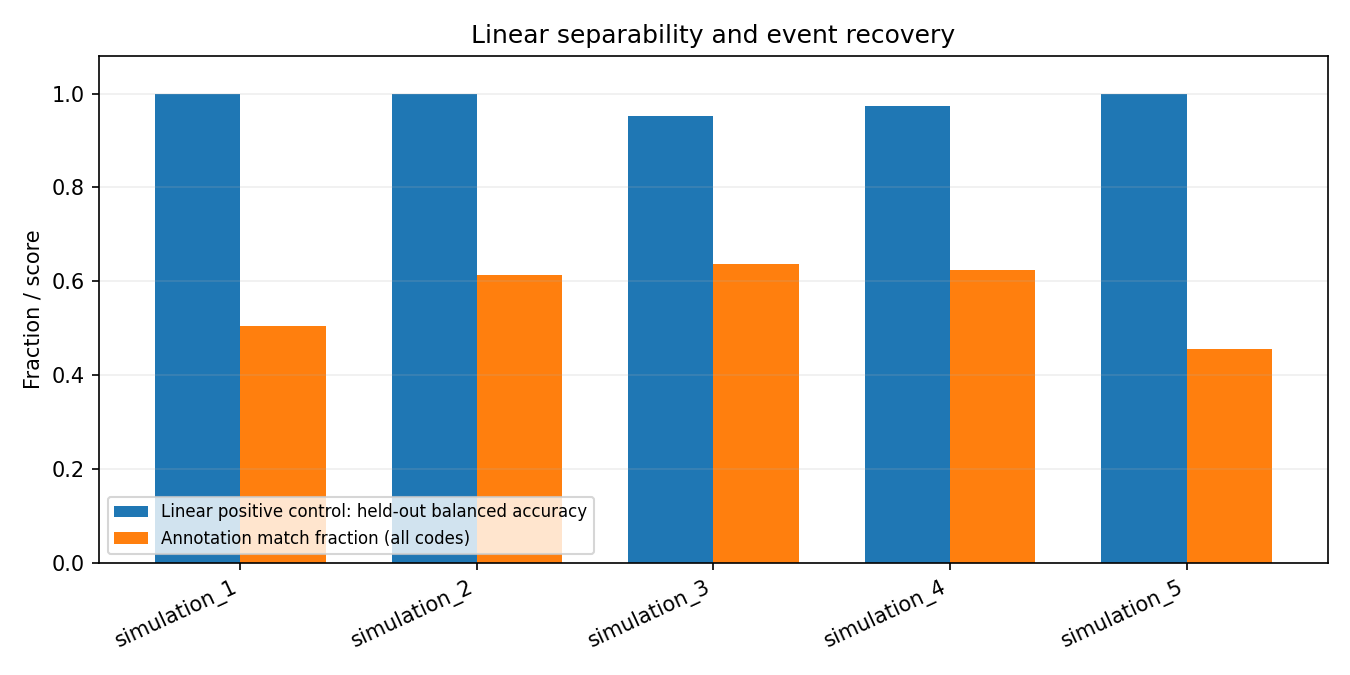 Linear separability and event recovery
Fraction / score
1.0
0.8
0.6
0.4
0.2
0.0
Linear positive control: held-out balanced accuracy
Annotation match fraction (all codes)
simulation_1
simulation_2
simulation_3
simulation_4
simulation_5